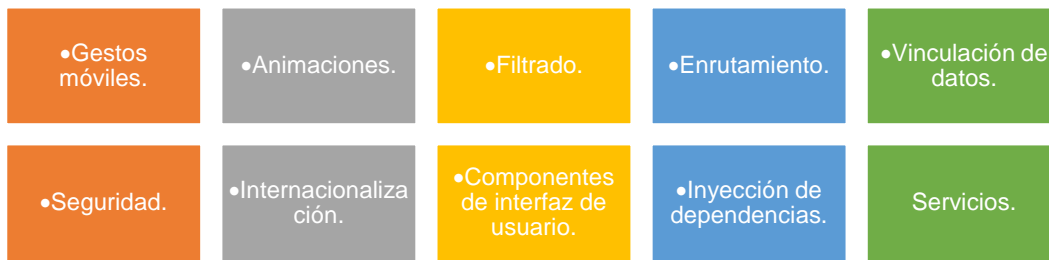 •Gestos
móviles.
•Animaciones.
•Filtrado.
•Enrutamiento.
•Vinculación de
datos.
•Seguridad.
•Internacionaliza
ción.
•Componentes
de interfaz de
usuario.
•Inyección de
dependencias.
Servicios.